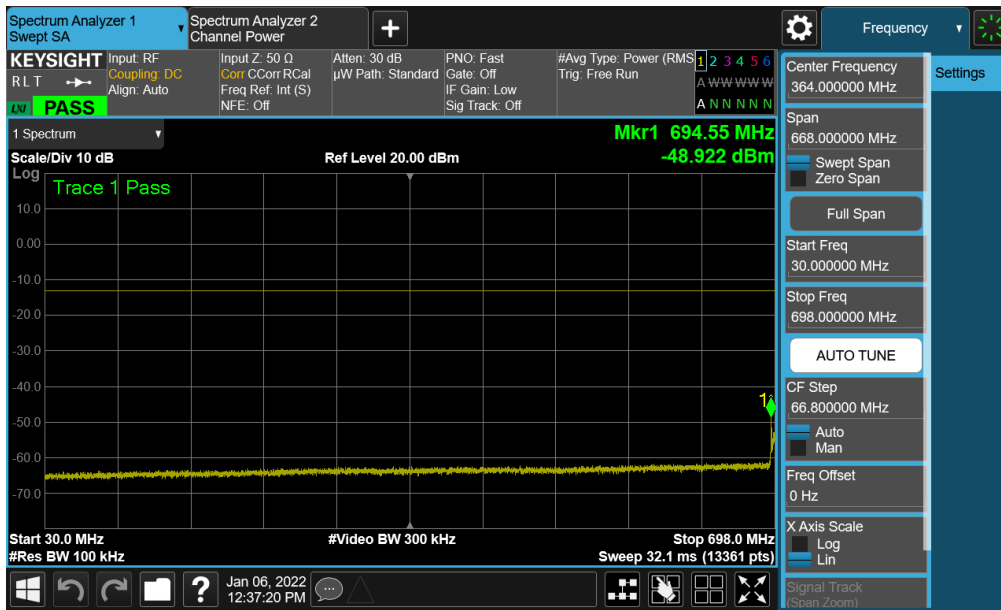 Spectrum Analyzer 1
Swept SA
Spectrum Analyzer 2
Channel Power
Frequency
KEYSIGHT
RLT
LXI
PASS
Input: RF
Coupling: DC
Align: Auto
Input Z: 50 Ω
Corr CCorr RCal
Freq Ref: Int (S)
NFE: Off
Atten: 30 dB
µW Path: Standard
PNO: Fast
Gate: Off
IF Gain: Low
Sig Track: Off
#Avg Type: Power (RMS
Trig: Free Run
1 2 3 4 5 6
A W W W W W
A N N N N N
1 Spectrum
Scale/Div 10 dB
Ref Level 20.00 dBm
Mkr1 694.55 MHz
-48.922 dBm
Log
Trace 1 Pass
10.0
0.00
-10.0
-20.0
-30.0
-40.0
-50.0
-60.0
-70.0
1
Start 30.0 MHz
#Video BW 300 kHz
Stop 698.0 MHz
#Res BW 100 kHz
Sweep 32.1 ms (13361 pts)
Center Frequency
364.000000 MHz
Settings
Span
668.000000 MHz
Swept Span
Zero Span
Full Span
Start Freq
30.000000 MHz
Stop Freq
698.000000 MHz
AUTO TUNE
CF Step
66.800000 MHz
Auto
Man
Freq Offset
0 Hz
X Axis Scale
Log
Lin
Signal Track
(Span Zoom)
?
Jan 06, 2022
12:37:20 PM